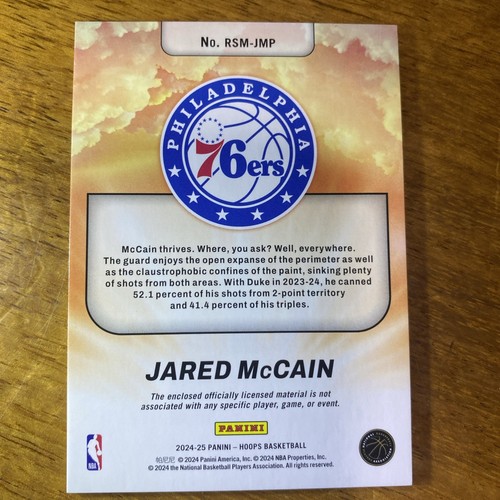 No. RSM-JMP
PHILADELPHIA
76ers
McCain thrives. Where, you ask? Well, everywhere.
The guard enjoys the open expanse of the perimeter as well
as the claustrophobic confines of the paint, sinking plenty
of shots from both areas. With Duke in 2023-24, he canned
52.1 percent of his shots from 2-point territory
and 41.4 percent of his triples.
JARED McCAIN
The enclosed officially licensed material is not
associated with any specific player, game, or event.
PANINI
2024-25 PANINI – HOOPS BASKETBALL
帕尼尼 © 2024 Panini America, Inc. © 2024 NBA Properties, Inc.
© 2024 the National Basketball Players Association. All rights reserved.
NBA